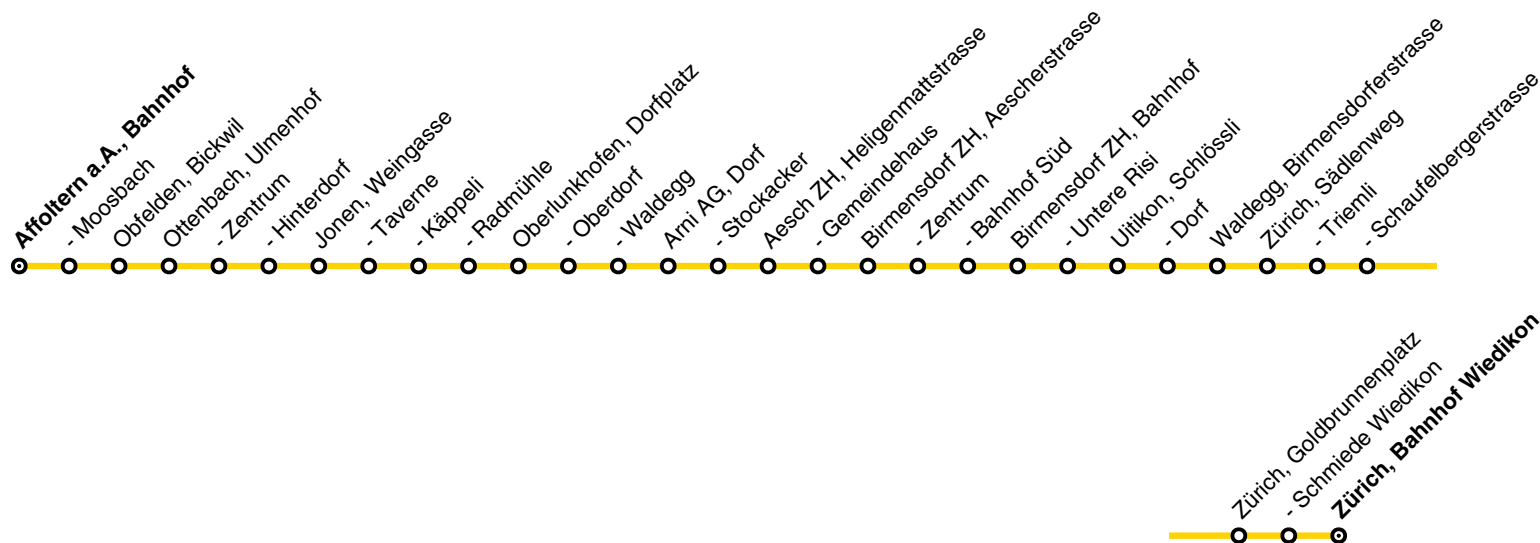 Affoltern a.A., Bahnhof
- Moosbach
Obfelden, Bickwil
Ottenbach, Ulmenhof
- Zentrum
- Hinterdorf
Jonen, Weingasse
- Taverne
- Käppeli
- Radmühle
Oberlunkhofen, Dorfplatz
- Oberdorf
- Waldegg
Arni AG, Dorf
- Stockacker
Aesch ZH, Heligenmattstrasse
- Gemeindehaus
Birmensdorf ZH, Aescherstrasse
- Zentrum
- Bahnhof Süd
Birmensdorf ZH, Bahnhof
- Untere Risi
Uitikon, Schlössli
- Dorf
Waldegg, Birmensdorferstrasse
Zürich, Sädlenweg
- Triemli
- Schaufelbergerstrasse
Zürich, Goldbrunnenplatz
- Schmiede Wiedikon
Zürich, Bahnhof Wiedikon